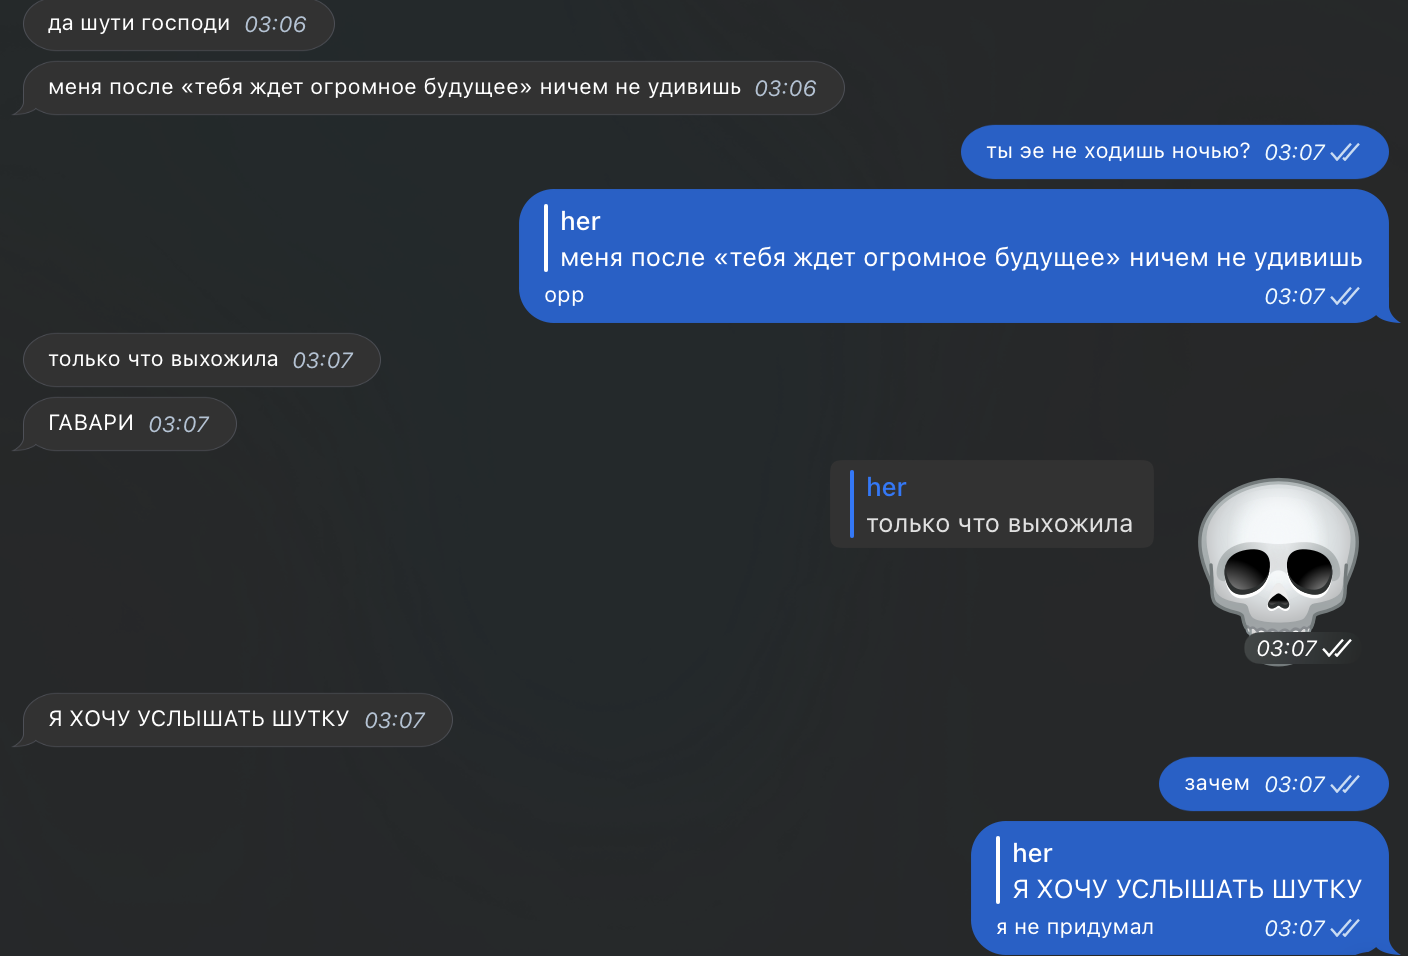 да шути господи 03:06
меня после «тебя ждет огромное будущее» ничем не удивишь 03:06
ты эе не ходишь ночью? 03:07
her
меня после «тебя ждет огромное будущее» ничем не удивишь
орр 03:07
только что выхожила 03:07
ГАВАРИ 03:07
her
только что выхожила
03:07
Я ХОЧУ УСЛЫШАТЬ ШУТКУ 03:07
зачем 03:07
her
Я ХОЧУ УСЛЫШАТЬ ШУТКУ
я не придумал 03:07